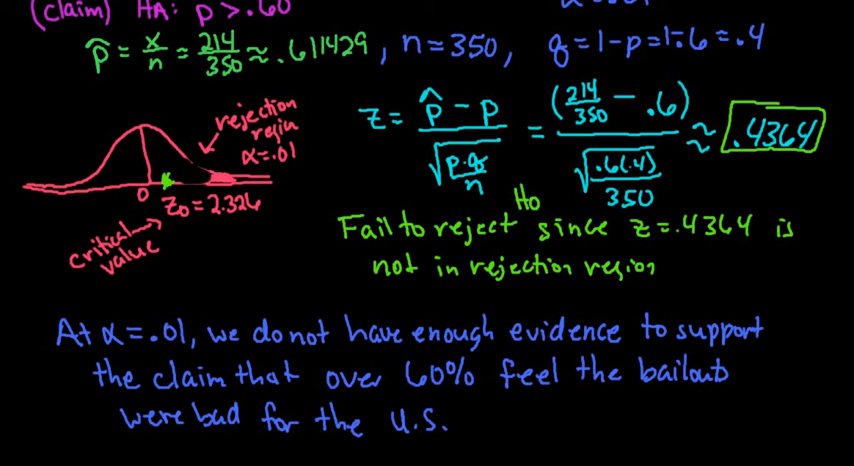 (claim) HA: p > .60
p̂ = x/n = 214/350 ≈ .611429, n = 350, q = 1-p = 1-.6 = .4
rejection
region
α = .01
0
Z₀ = 2.326
critical →
value
z = (p̂ - p)/√(p·q/n) = (214/350 - .6)/√(.6(.4)/350) ≈ .4364
Fail to reject Ho since z = .4364 is
not in rejection region
At α = .01, we do not have enough evidence to support
the claim that over 60% feel the bailouts
were bad for the U.S.